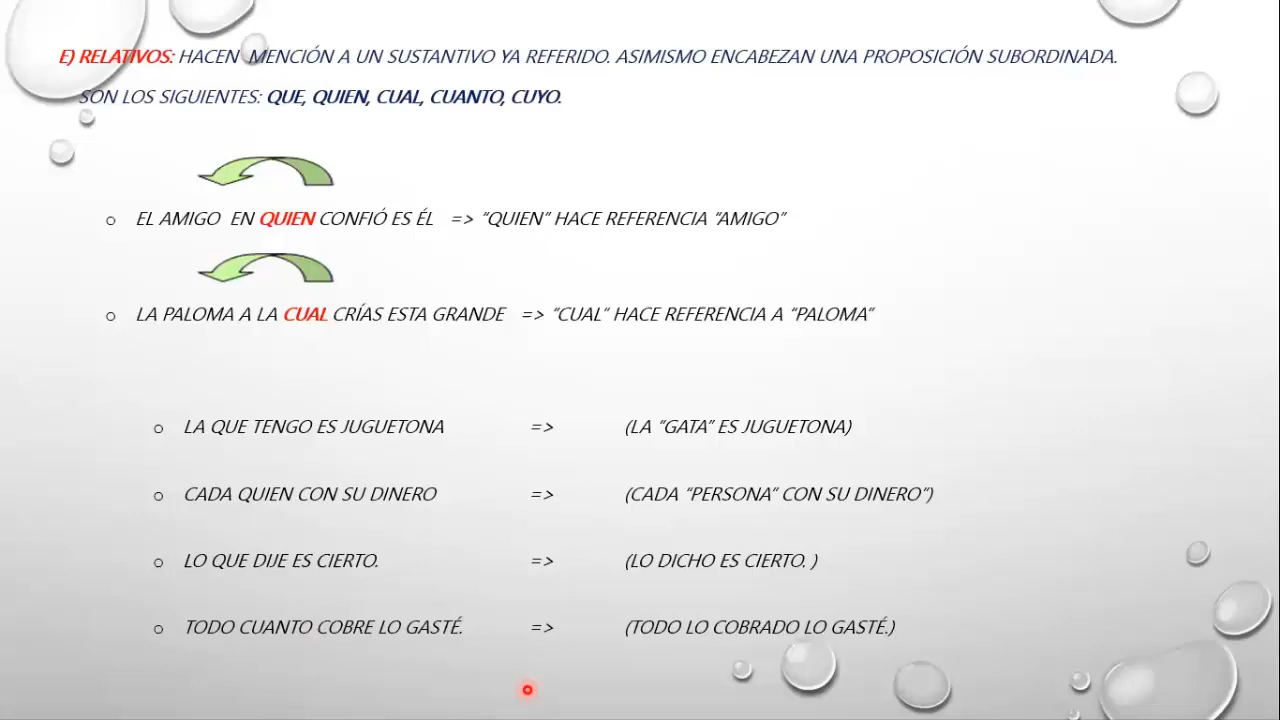 E) RELATIVOS: HACEN MENCIÓN A UN SUSTANTIVO YA REFERIDO. ASIMISMO ENCABEZAN UNA PROPOSICIÓN SUBORDINADA.
SON LOS SIGUIENTES: QUE, QUIEN, CUAL, CUANTO, CUYO.
o EL AMIGO EN QUIEN CONFIÓ ES ÉL => “QUIEN” HACE REFERENCIA “AMIGO”
o LA PALOMA A LA CUAL CRÍAS ESTA GRANDE => “CUAL” HACE REFERENCIA A “PALOMA”
o LA QUE TENGO ES JUGUETONA => (LA “GATA” ES JUGUETONA)
o CADA QUIEN CON SU DINERO => (CADA “PERSONA” CON SU DINERO”)
o LO QUE DIJE ES CIERTO. => (LO DICHO ES CIERTO. )
o TODO CUANTO COBRE LO GASTÉ. => (TODO LO COBRADO LO GASTÉ.)